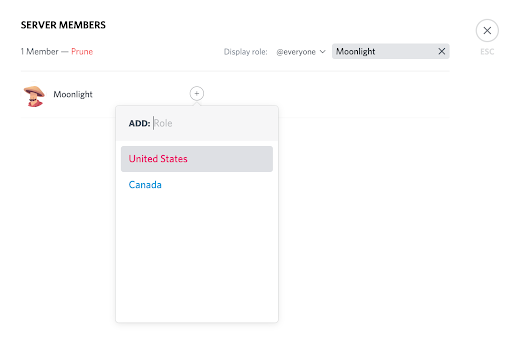 SERVER MEMBERS
1 Member — Prune
Display role: @everyone
Moonlight
ESC
Moonlight
ADD: Role
United States
Canada